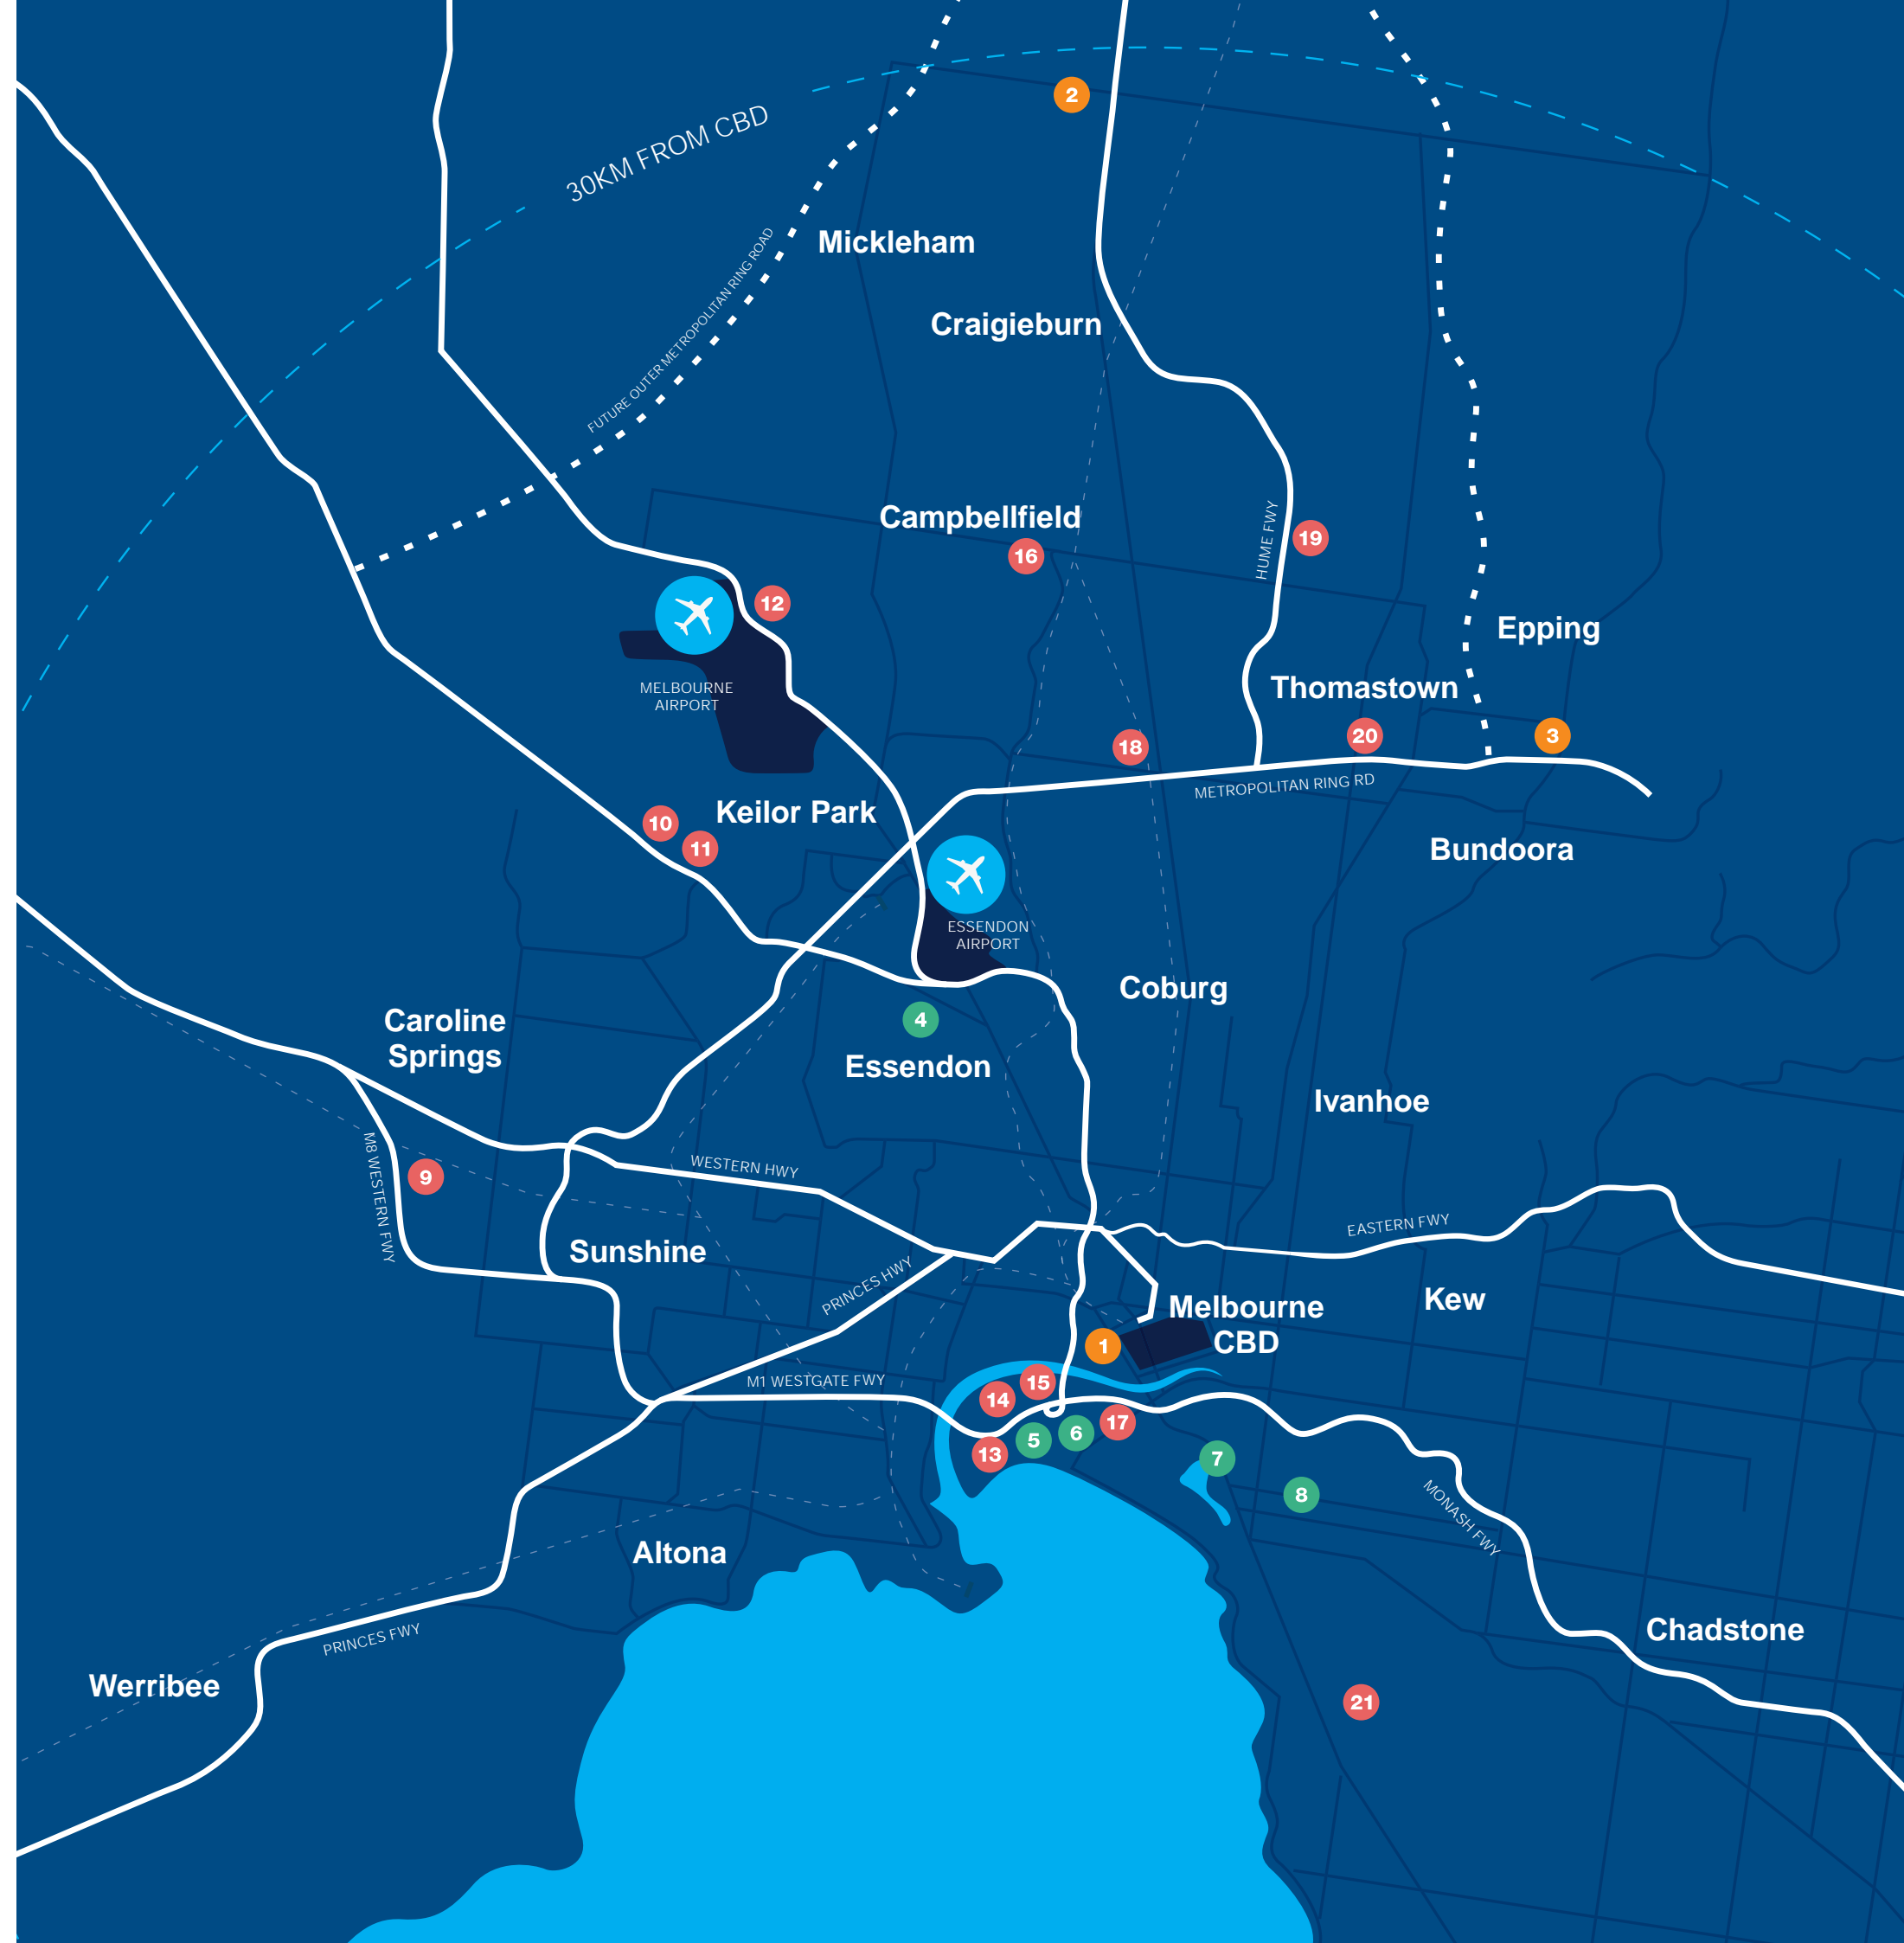 2
30KM FROM CBD
Mickleham
FUTURE OUTER METROPOLITAN RING ROAD
Craigieburn
Campbellfield
16
HUME FWY
19
12
MELBOURNE
AIRPORT
Epping
Thomastown
18
20
3
METROPOLITAN RING RD
Keilor Park
10
11
Bundoora
ESSENDON
AIRPORT
Coburg
4
Caroline
Springs
Essendon
Ivanhoe
M8 WESTERN FWY
9
WESTERN HWY
EASTERN FWY
Sunshine
PRINCES HWY
Kew
Melbourne
CBD
1
M1 WESTGATE FWY
15
14
17
6
5
13
7
8
MONASH FWY
Altona
PRINCES FWY
Chadstone
Werribee
21